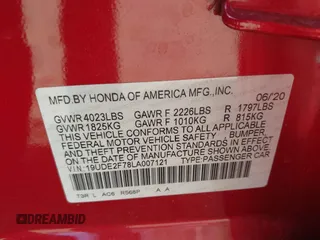 MFD.BY HONDA OF AMERICA MFG.,INC. 06/20
GVWR 4023LBS GAWR F 2226LBS R 1797LBS
GVWR 1825KG GAWR F 1010KG R 815KG
THIS VEHICLE CONFORMS TO ALL APPLICABLE
FEDERAL MOTOR VEHICLE SAFETY, BUMPER,
AND THEFT PREVENTION STANDARDS IN EFFECT
ON THE DATE OF MANUFACTURE SHOWN ABOVE.
V I N: 19UDE2F78LA007121 TYPE:PASSENGER CAR
A A
© DREAMBID